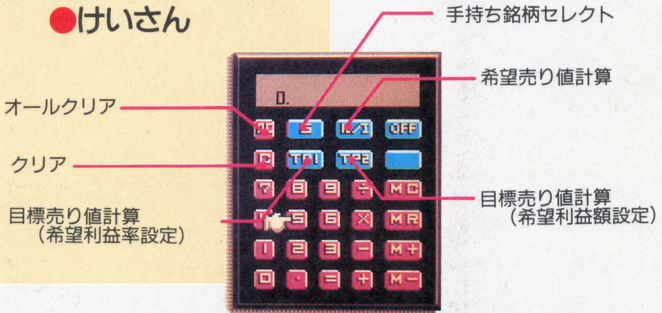 ●けいさん
手持ち銘柄セレクト
希望売り値計算
オールクリア
クリア
目標売り値計算
（希望利益率設定）
目標売り値計算
（希望利益額設定）
0.
AC S OFF
C TP1 TP2
7 8 9 ÷ MC
5 6 × MR
1 2 3 − M+
0 · = + M−